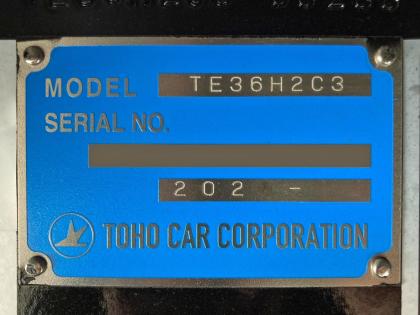 MODEL TE36H2C3
SERIAL NO.
202 -
TOHO CAR CORPORATION